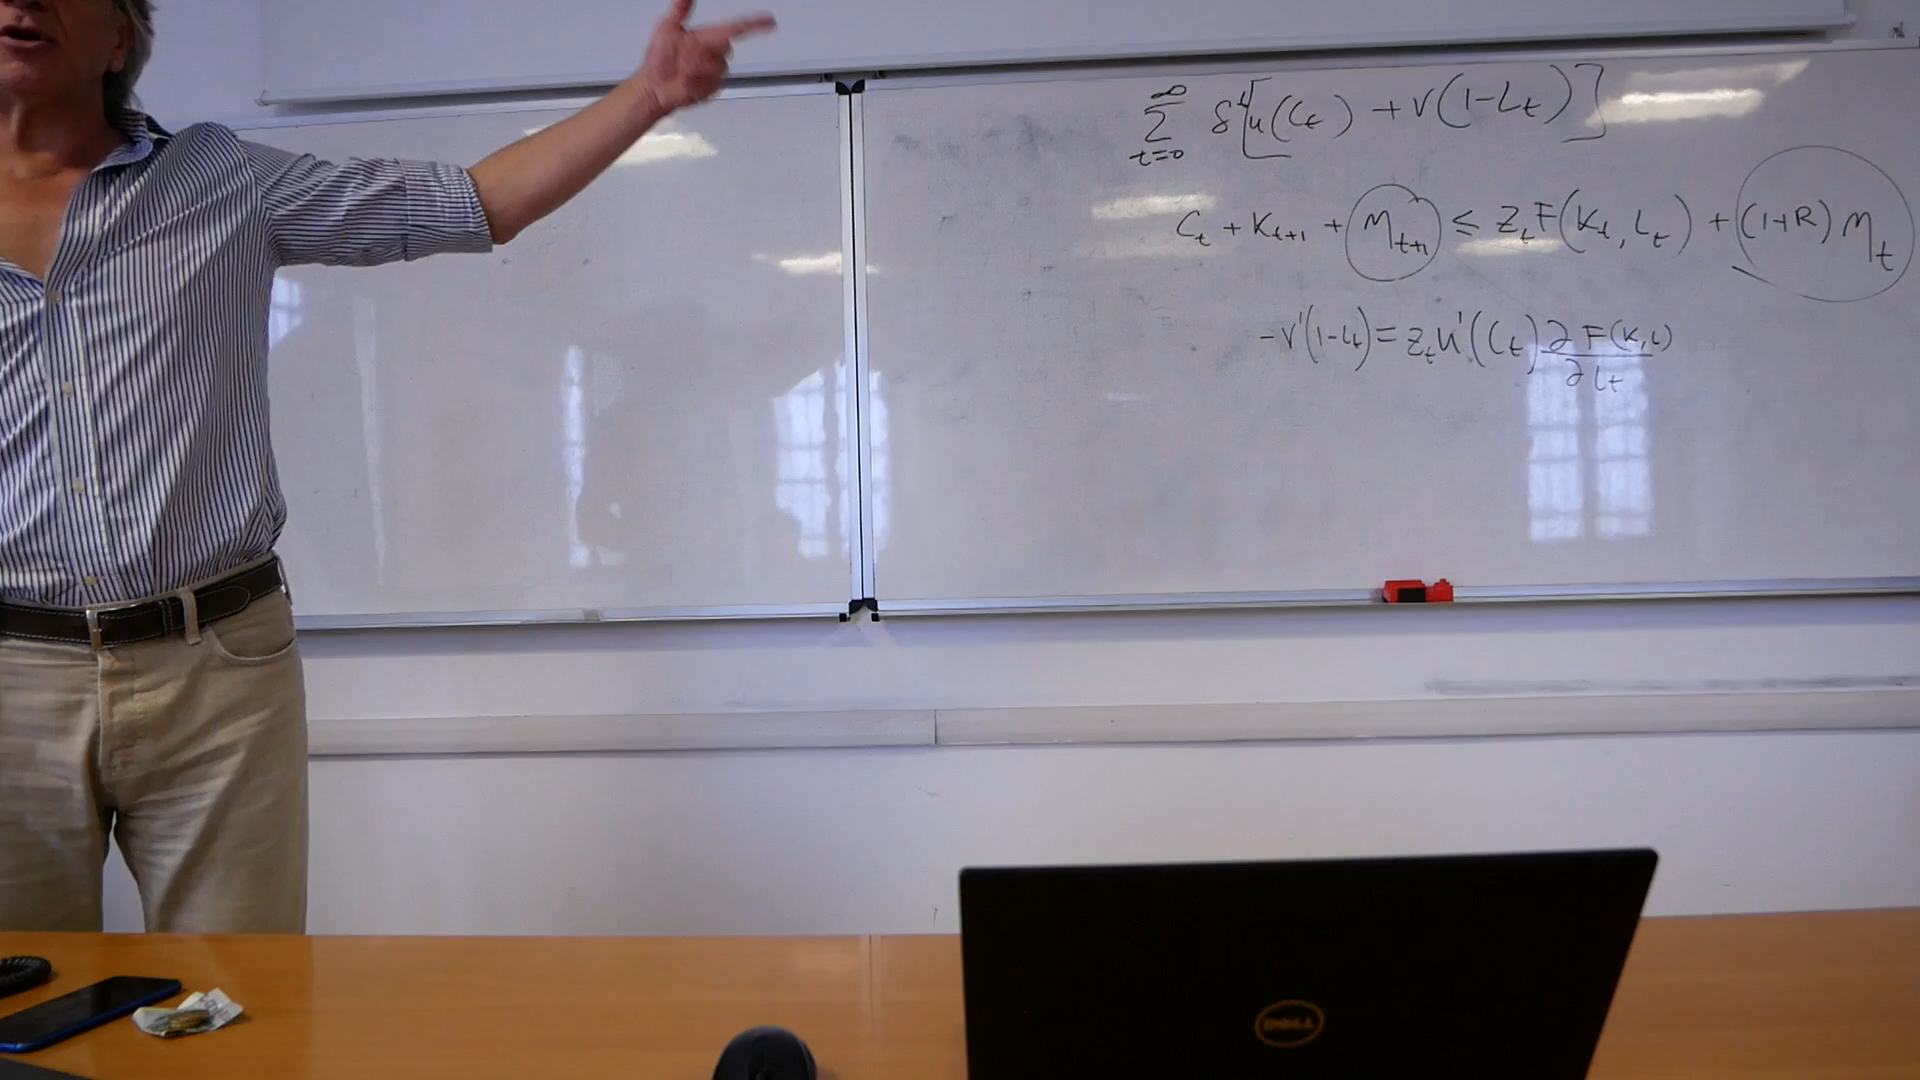 ∞
∑ δ^t [u(C_t) + V(1-L_t)]
t=0
C_t + K_{t+1} + M_{t+1} ≤ Z_t F(K_t, L_t) + (1+R) M_t
-V'(1-L_t) = Z_t U'(C_t) ∂F(K,L)
∂L_t
DELL